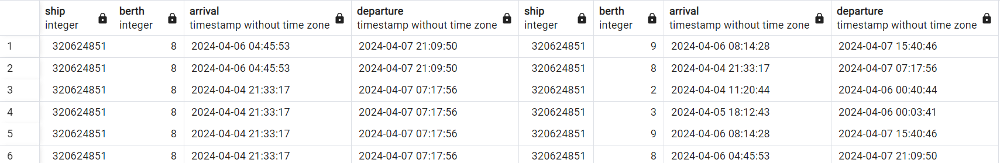 ship berth arrival departure ship berth arrival departure
integer integer timestamp without time zone timestamp without time zone integer integer timestamp without time zone timestamp without time zone
1 320624851 8 2024-04-06 04:45:53 2024-04-07 21:09:50 320624851 9 2024-04-06 08:14:28 2024-04-07 15:40:46
2 320624851 8 2024-04-06 04:45:53 2024-04-07 21:09:50 320624851 8 2024-04-04 21:33:17 2024-04-07 07:17:56
3 320624851 8 2024-04-04 21:33:17 2024-04-07 07:17:56 320624851 2 2024-04-04 11:20:44 2024-04-06 00:40:44
4 320624851 8 2024-04-04 21:33:17 2024-04-07 07:17:56 320624851 3 2024-04-05 18:12:43 2024-04-06 00:03:41
5 320624851 8 2024-04-04 21:33:17 2024-04-07 07:17:56 320624851 9 2024-04-06 08:14:28 2024-04-07 15:40:46
6 320624851 8 2024-04-04 21:33:17 2024-04-07 07:17:56 320624851 8 2024-04-06 04:45:53 2024-04-07 21:09:50